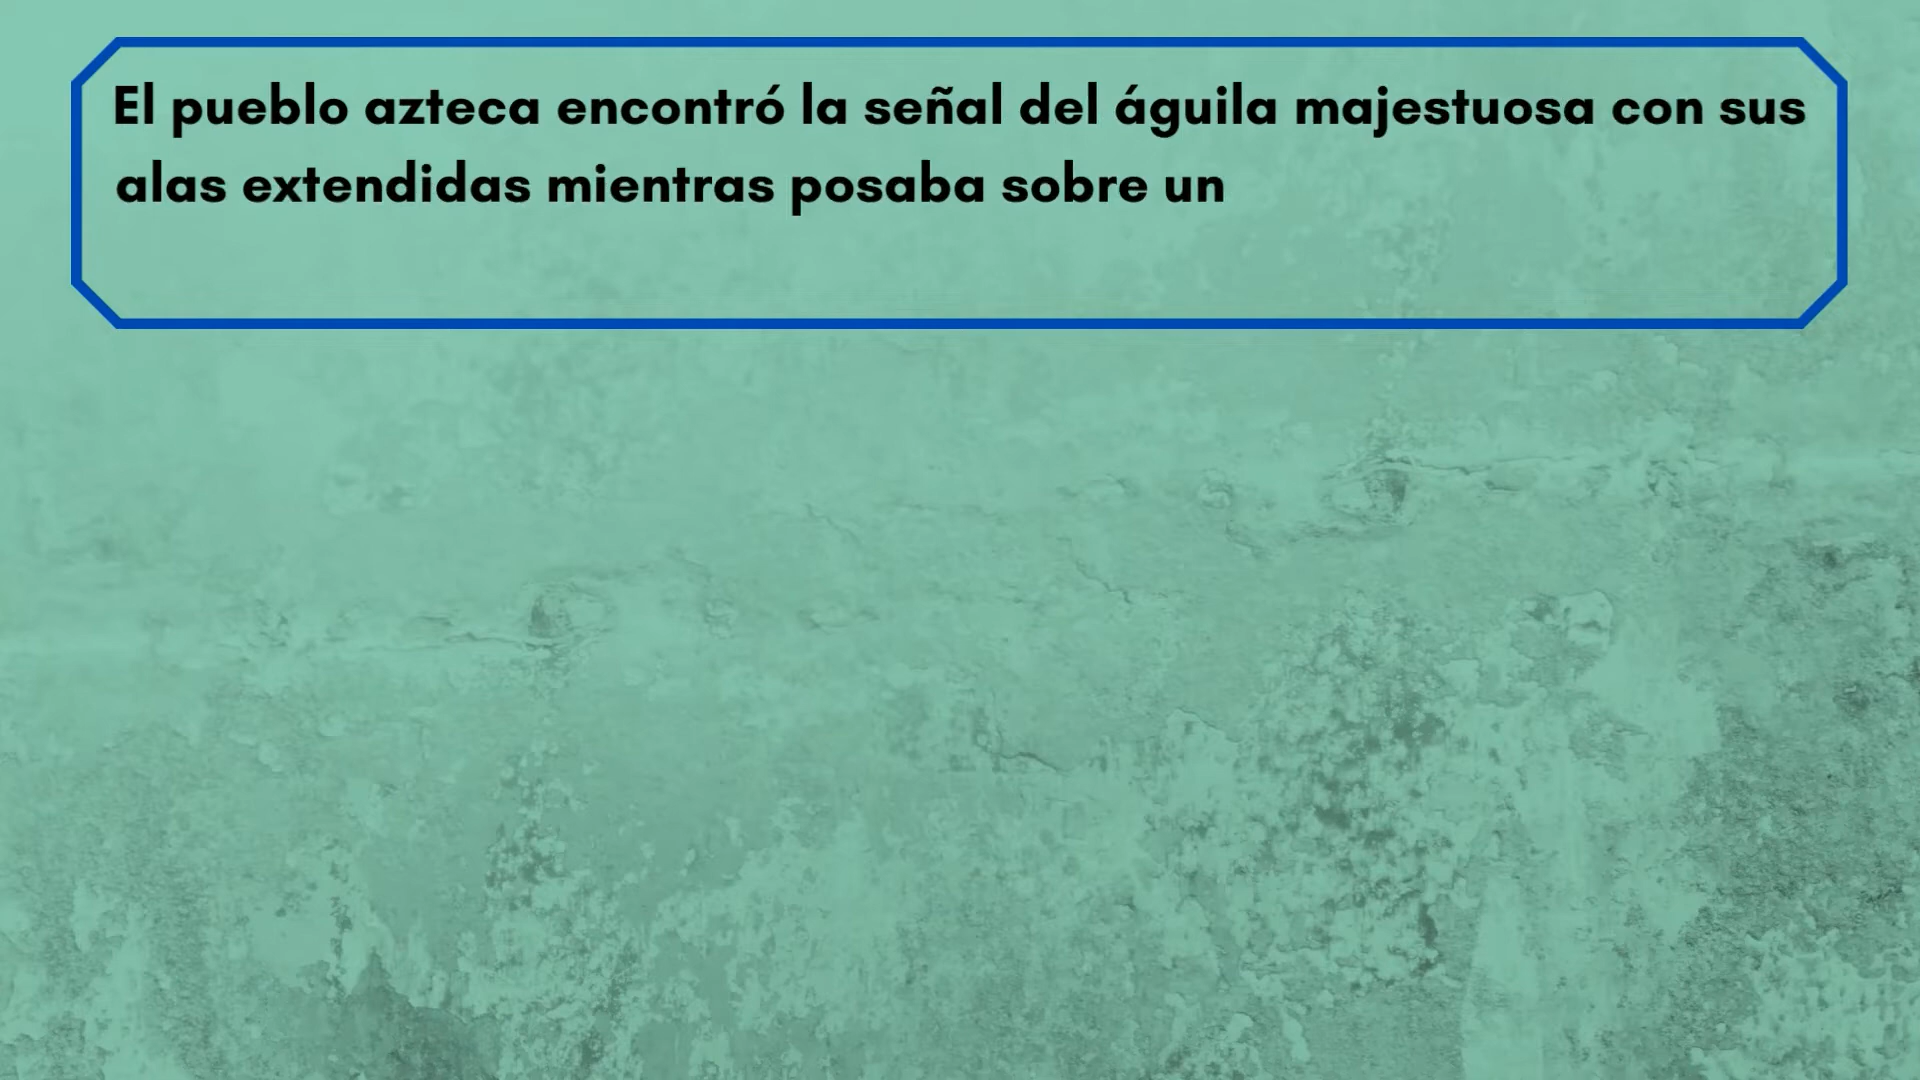 El pueblo azteca encontró la señal del águila majestuosa con sus
alas extendidas mientras posaba sobre un